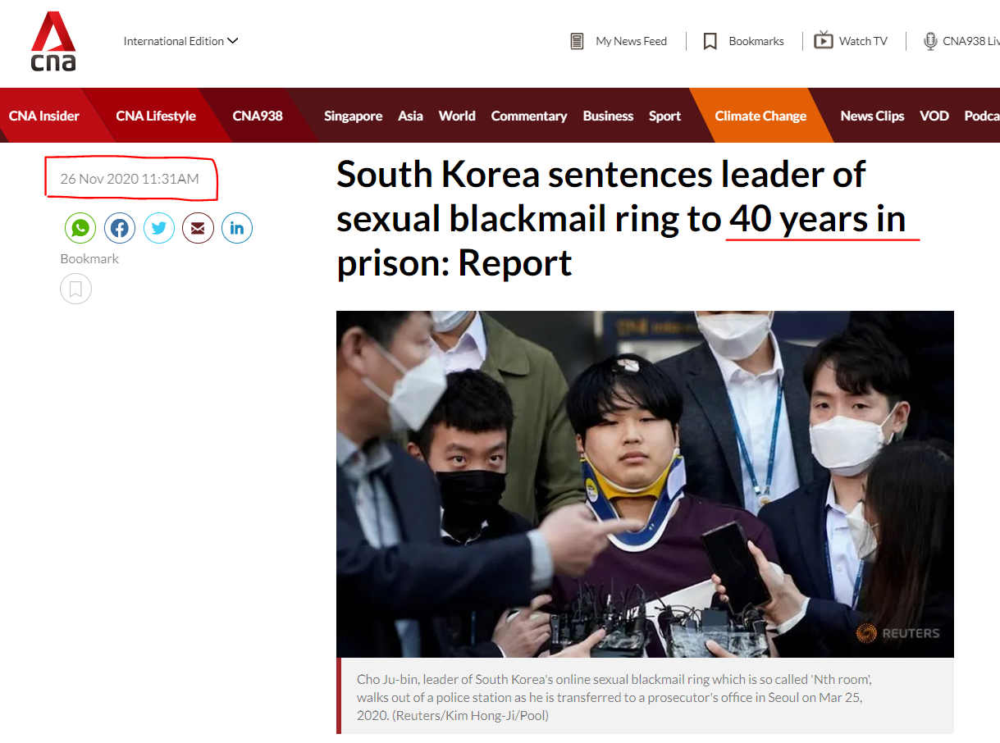 cna
International Edition
My News Feed
Bookmarks
Watch TV
CNA938 Liv
CNA Insider
CNA Lifestyle
CNA938
Singapore
Asia
World
Commentary
Business
Sport
Climate Change
News Clips
VOD
Podca
26 Nov 2020 11:31AM
Bookmark
South Korea sentences leader of
sexual blackmail ring to 40 years in
prison: Report
REUTERS
Cho Ju-bin, leader of South Korea's online sexual blackmail ring which is so called 'Nth room',
walks out of a police station as he is transferred to a prosecutor's office in Seoul on Mar 25,
2020. (Reuters/Kim Hong-Ji/Pool)